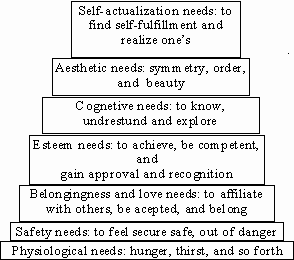 Self-actualization needs: to
find self-fulfillment and
realize one's
Aesthetic needs: symmetry, order,
and beauty
Cognetive needs: to know,
undrestund and explore
Esteem needs: to achieve, be competent,
and
gain approval and recognition
Belongingness and love needs: to affiliate
with others, be acepted, and belong
Safety needs: to feel secure safe, out of danger
Physiological needs: hunger, thirst, and so forth